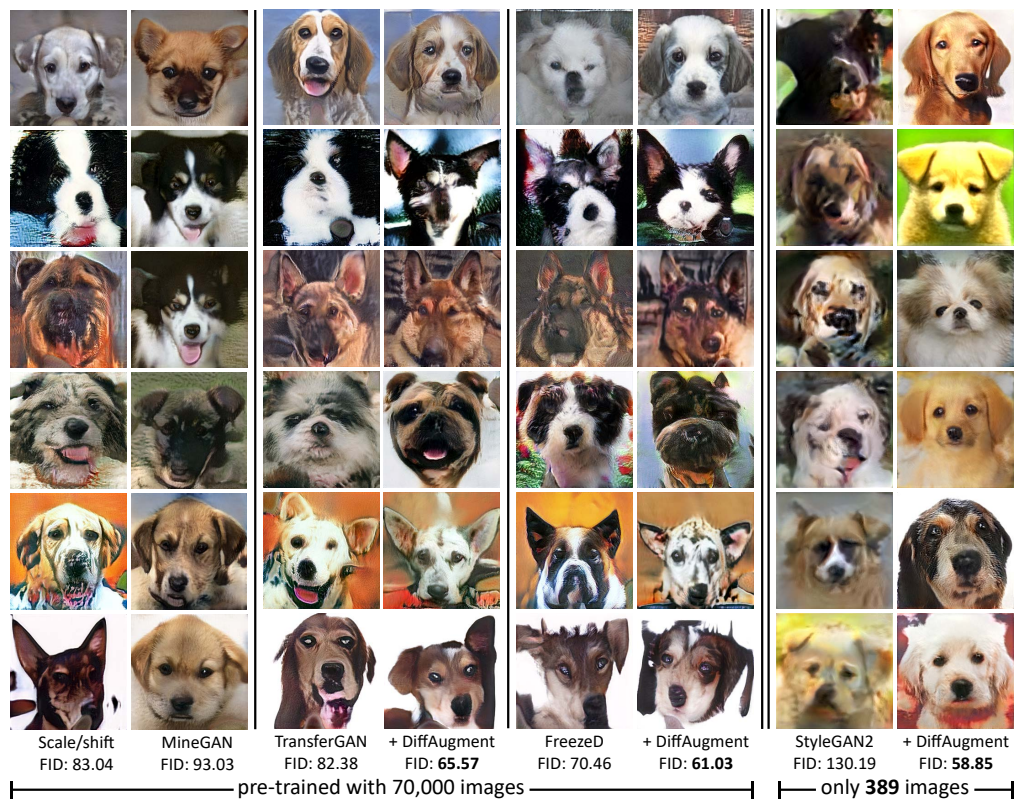 Scale/shift MineGAN TransferGAN + DiffAugment FreezeD + DiffAugment StyleGAN2 + DiffAugment
FID: 83.04 FID: 93.03 FID: 82.38 FID: 65.57 FID: 70.46 FID: 61.03 FID: 130.19 FID: 58.85
pre-trained with 70,000 images only 389 images